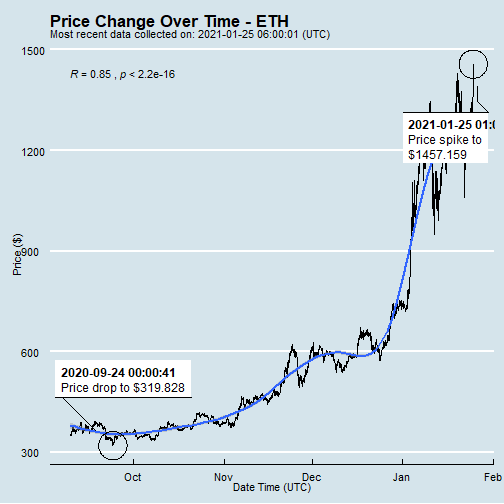 Price Change Over Time - ETH
Most recent data collected on: 2021-01-25 06:00:01 (UTC)
1500
R = 0.85 , p < 2.2e-16
2021-01-25 01:0
Price spike to
$1457.159
1200
900
Price ($)
600
2020-09-24 00:00:41
Price drop to $319.828
300
Oct
Nov
Dec
Jan
Feb
Date Time (UTC)